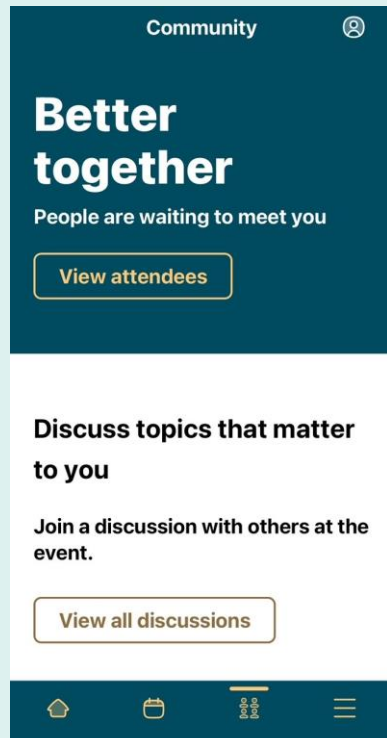 Community
Better
together
People are waiting to meet you
View attendees
Discuss topics that matter
to you
Join a discussion with others at the
event.
View all discussions